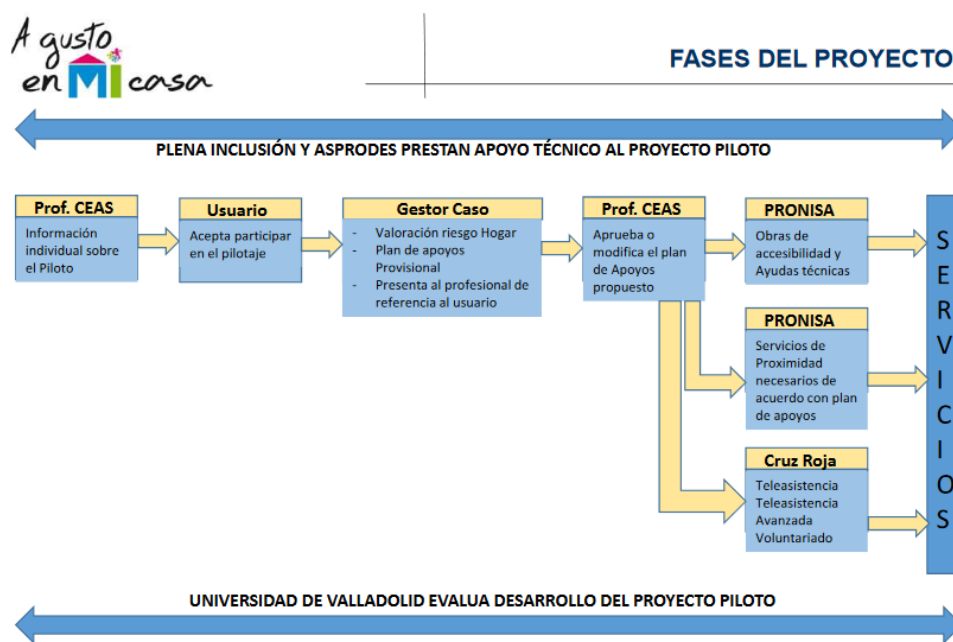 A gusto
en Mi casa
FASES DEL PROYECTO
PLENA INCLUSIÓN Y ASPRODES PRESTAN APOYO TÉCNICO AL PROYECTO PILOTO
Prof. CEAS
Información
individual sobre
el Piloto
Usuario
Acepta participar
en el pilotaje
Gestor Caso
- Valoración riesgo Hogar
- Plan de apoyos
Provisional
- Presenta al profesional de
referencia al usuario
Prof. CEAS
Aprueba o
modifica el plan
de Apoyos
propuesto
PRONISA
Obras de
accesibilidad y
Ayudas técnicas
PRONISA
Servicios de
Proximidad
necesarios de
acuerdo con plan
de apoyos
Cruz Roja
Teleasistencia
Teleasistencia
Avanzada
Voluntariado
SERVICIOS
UNIVERSIDAD DE VALLADOLID EVALUA DESARROLLO DEL PROYECTO PILOTO